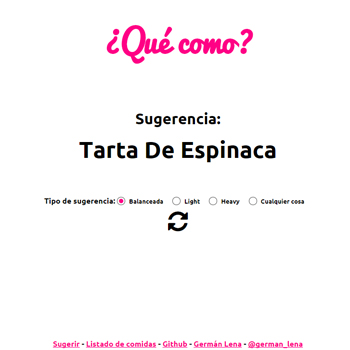 ¿Qué como?
Sugerencia:
Tarta De Espinaca
Tipo de sugerencia: Balanceada Light Heavy Cualquier cosa
Sugerir - Listado de comidas - Github - Germán Lena - @german_lena